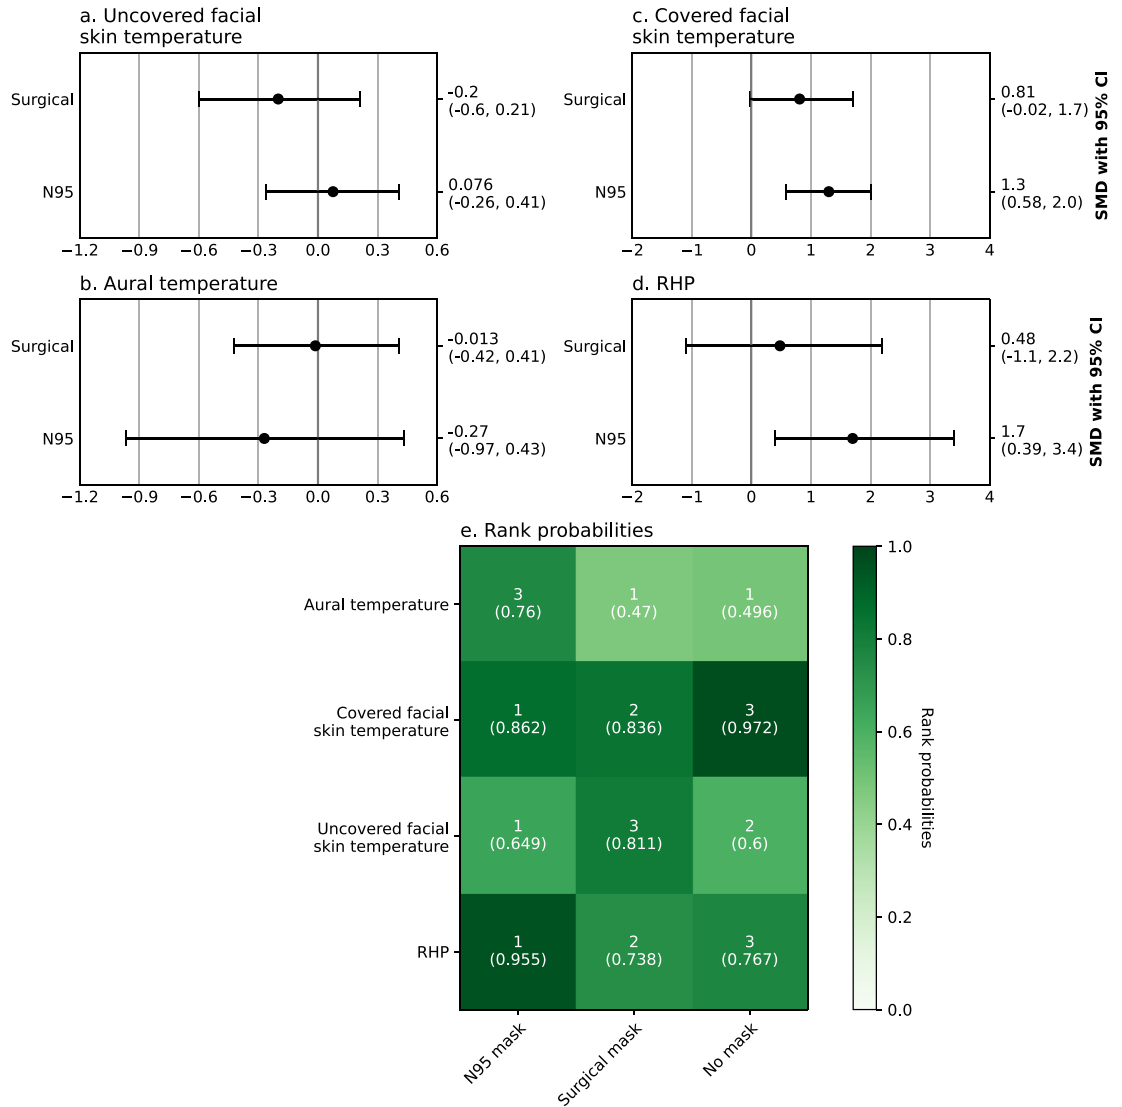 a. Uncovered facial
skin temperature
Surgical
N95
-0.2
(-0.6, 0.21)
0.076
(-0.26, 0.41)
−1.2 −0.9 −0.6 −0.3 0.0 0.3 0.6
c. Covered facial
skin temperature
Surgical
N95
0.81
(-0.02, 1.7)
1.3
(0.58, 2.0)
SMD with 95% CI
−2 −1 0 1 2 3 4
b. Aural temperature
Surgical
N95
-0.013
(-0.42, 0.41)
-0.27
(-0.97, 0.43)
−1.2 −0.9 −0.6 −0.3 0.0 0.3 0.6
d. RHP
Surgical
N95
0.48
(-1.1, 2.2)
1.7
(0.39, 3.4)
SMD with 95% CI
−2 −1 0 1 2 3 4
e. Rank probabilities
Aural temperature
3
(0.76)
1
(0.47)
1
(0.496)
Covered facial
skin temperature
1
(0.862)
2
(0.836)
3
(0.972)
Uncovered facial
skin temperature
1
(0.649)
3
(0.811)
2
(0.6)
RHP
1
(0.955)
2
(0.738)
3
(0.767)
N95 mask
Surgical mask
No mask
1.0
0.8
0.6
0.4
0.2
0.0
Rank probabilities